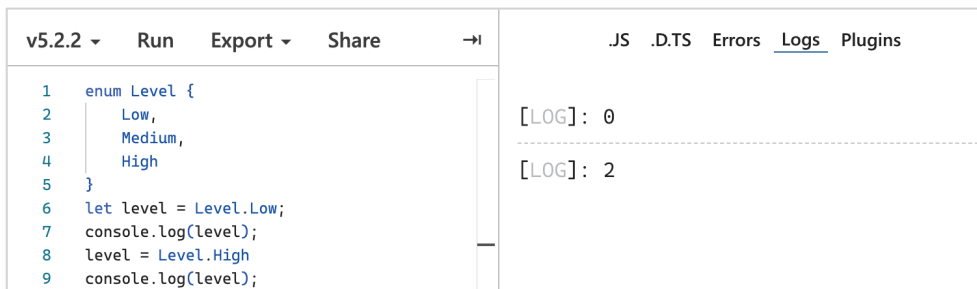 v5.2.2 Run Export Share
.JS .D.TS Errors Logs Plugins
1 enum Level {
2 Low,
3 Medium,
4 High
5 }
6 let level = Level.Low;
7 console.log(level);
8 level = Level.High
9 console.log(level);
[LOG]: 0
[LOG]: 2